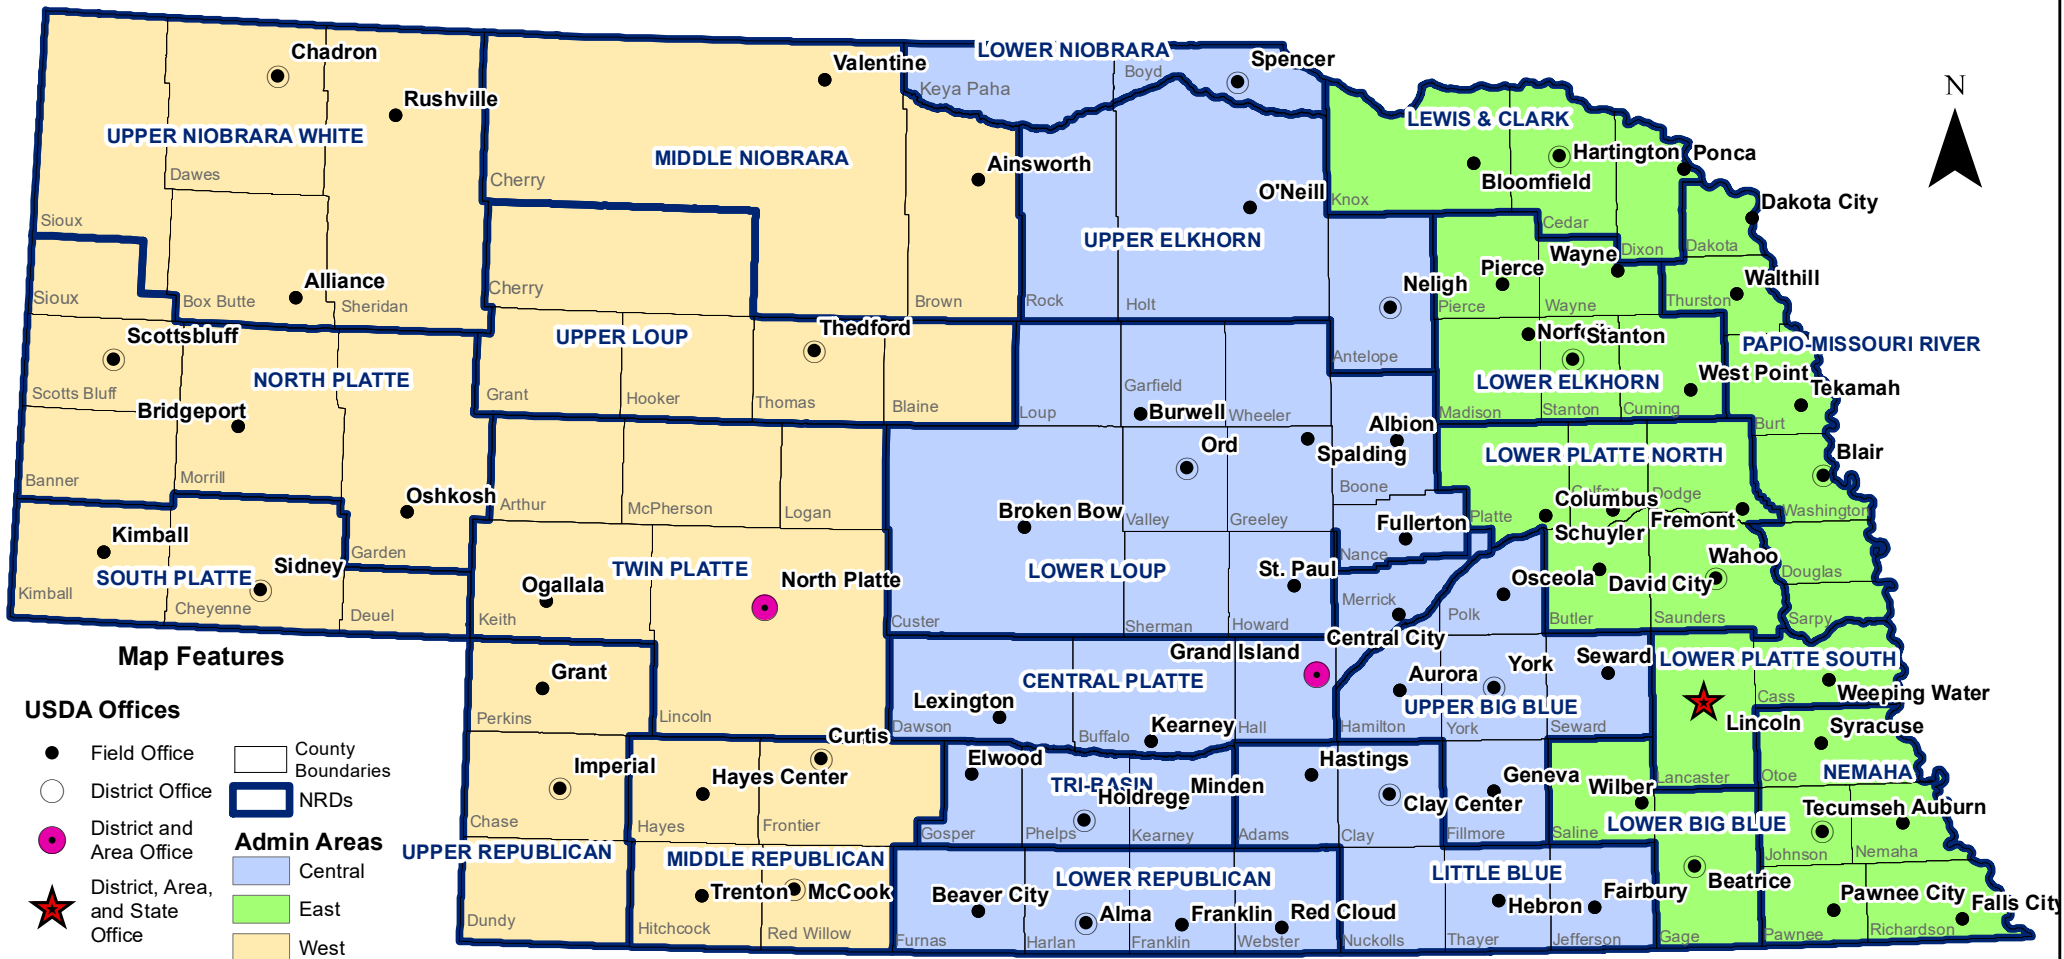 LOWER NIOBRARA
Chadron
Valentine
Boyd
Spencer
Keya Paha
N
Rushville
UPPER NIOBRARA WHITE
LEWIS & CLARK
MIDDLE NIOBRARA
Ainsworth
Hartington
Ponca
Dawes
Cherry
Bloomfield
O'Neill
Knox
Dakota City
Sioux
Cedar
UPPER ELKHORN
Dixon
Dakota
Wayne
Pierce
Walthill
Alliance
Cherry
Neligh
Sioux
Box Butte
Sheridan
Brown
Rock
Holt
Pierce
Wayne
Thurston
Scottsbluff
UPPER LOUP
Thedford
Norfo
Stanton
PAPIO-MISSOURI RIVER
Antelope
NORTH PLATTE
LOWER ELKHORN
West Point
Tekamah
Scotts Bluff
Grant
Hooker
Thomas
Blaine
Garfield
Loup
Burwell
Wheeler
Madison
Stanton
Cuming
Burt
Bridgeport
Albion
Ord
Spalding
LOWER PLATTE NORTH
Blair
Banner
Morrill
Boone
Oshkosh
Arthur
McPherson
Logan
Columbus
Colfax
Dodge
Broken Bow
Valley
Greeley
Fullerton
Platte
Fremont
Washington
Kimball
Schuyler
Garden
Nance
Wahoo
SOUTH PLATTE
Sidney
TWIN PLATTE
LOWER LOUP
St. Paul
Osceola
David City
Douglas
Ogallala
North Platte
Kimball
Cheyenne
Deuel
Keith
Custer
Sherman
Howard
Merrick
Polk
Butler
Saunders
Sarpy
Central City
Map Features
Grand Island
York
Seward
LOWER PLATTE SOUTH
Grant
CENTRAL PLATTE
Aurora
Cass
Weeping Water
USDA Offices
Lexington
UPPER BIG BLUE
Perkins
Lincoln
Dawson
Buffalo
Kearney
Hall
Hamilton
York
Seward
Lincoln
Syracuse
Field Office
County
Boundaries
Curtis
Elwood
Hastings
Imperial
Hayes Center
TRI-BASIN
Minden
Geneva
Wilber
Lancaster
Otoe
NEMAHA
District Office
NRDs
Holdrege
Clay Center
Tecumseh
Auburn
Chase
Hayes
Frontier
Gosper
Phelps
Kearney
Adams
Clay
Fillmore
Saline
LOWER BIG BLUE
District and
Area Office
Admin Areas
UPPER REPUBLICAN
MIDDLE REPUBLICAN
Johnson
Nemaha
Central
LOWER REPUBLICAN
LITTLE BLUE
Beatrice
District, Area,
and State
Office
East
Trenton
McCook
Beaver City
Alma
Franklin
Red Cloud
Hebron
Fairbury
Pawnee City
Falls City
Dundy
Hitchcock
Red Willow
Furnas
Harlan
Franklin
Webster
Nuckolls
Thayer
Jefferson
Gage
Pawnee
Richardson
West